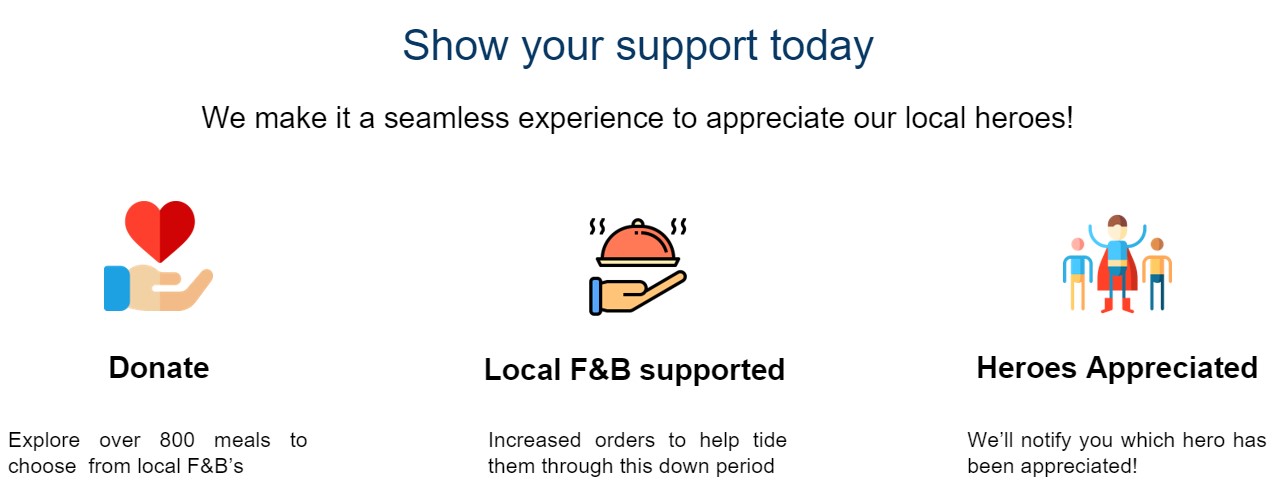 Show your support today
We make it a seamless experience to appreciate our local heroes!
Donate
Explore over 800 meals to
choose from local F&B's
Local F&B supported
Increased orders to help tide
them through this down period
Heroes Appreciated
We'll notify you which hero has
been appreciated!